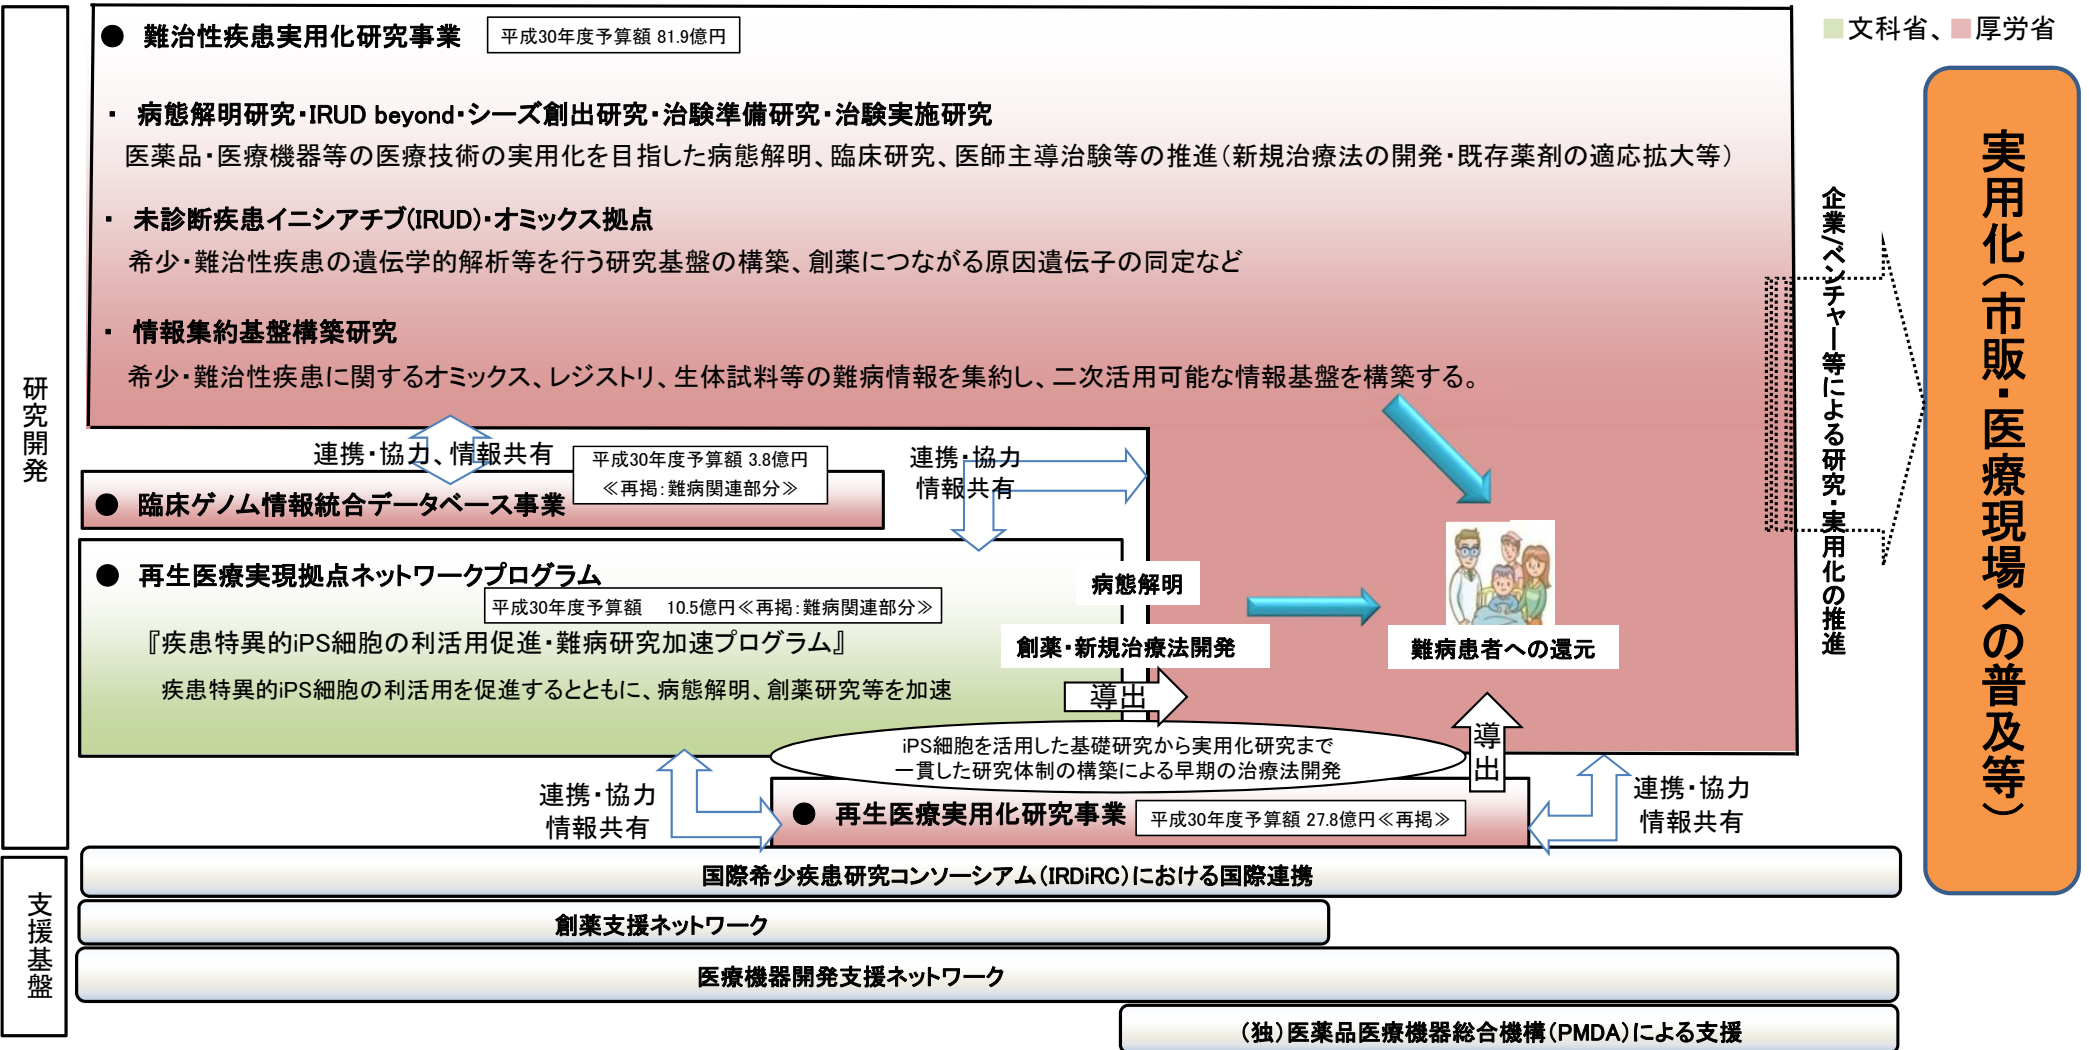 文科省、厚労省
研究開発
● 難治性疾患実用化研究事業
平成30年度予算額 81.9億円
・ 病態解明研究・IRUD beyond・シーズ創出研究・治験準備研究・治験実施研究
医薬品・医療機器等の医療技術の実用化を目指した病態解明、臨床研究、医師主導治験等の推進(新規治療法の開発・既存薬剤の適応拡大等)
・ 未診断疾患イニシアチブ(IRUD)・オミックス拠点
希少・難治性疾患の遺伝学的解析等を行う研究基盤の構築、創薬につながる原因遺伝子の同定など
・ 情報集約基盤構築研究
希少・難治性疾患に関するオミックス、レジストリ、生体試料等の難病情報を集約し、二次活用可能な情報基盤を構築する。
連携・協力、情報共有
平成30年度予算額 3.8億円
≪再掲:難病関連部分≫
連携・協力
情報共有
● 臨床ゲノム情報統合データベース事業
● 再生医療実現拠点ネットワークプログラム
平成30年度予算額 10.5億円≪再掲:難病関連部分≫
『疾患特異的iPS細胞の利活用促進・難病研究加速プログラム』
疾患特異的iPS細胞の利活用を促進するとともに、病態解明、創薬研究等を加速
病態解明
創薬・新規治療法開発
導出
難病患者への還元
導出
iPS細胞を活用した基礎研究から実用化研究まで
一貫した研究体制の構築による早期の治療法開発
連携・協力
情報共有
● 再生医療実用化研究事業
平成30年度予算額 27.8億円≪再掲≫
連携・協力
情報共有
企業/ベンチャー等による研究・実用化の推進
実用化(市販・医療現場への普及等)
支援基盤
国際希少疾患研究コンソーシアム(IRDiRC)における国際連携
創薬支援ネットワーク
医療機器開発支援ネットワーク
(独)医薬品医療機器総合機構(PMDA)による支援